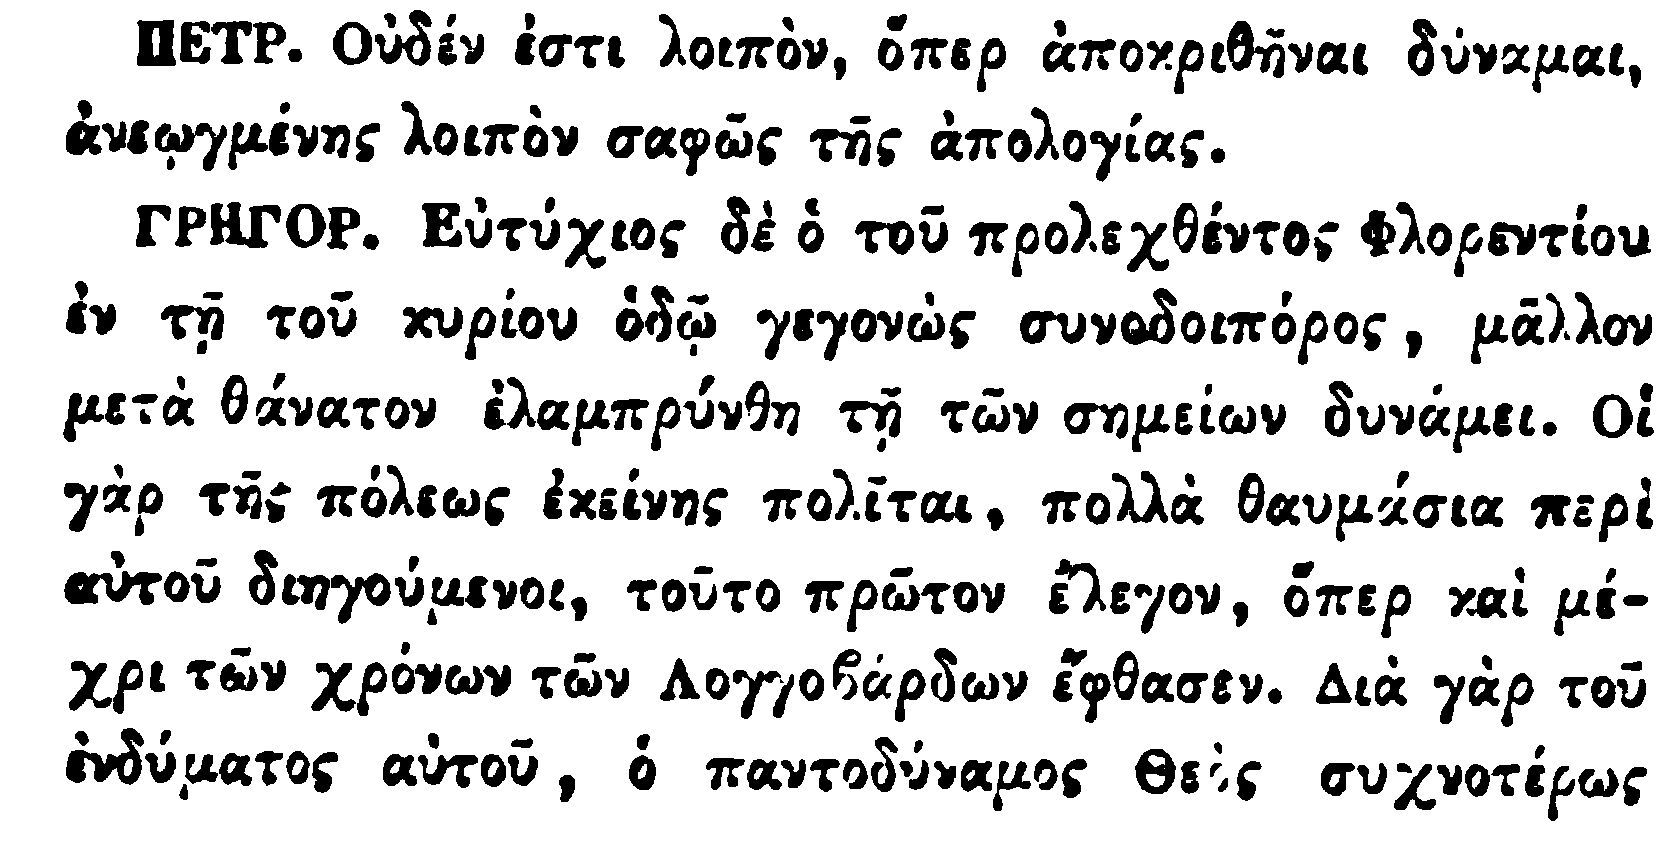 ΠΕΤΡ. Οὐδέν ἐστι λοιπὸν, ὅπερ ἀποκριθῆναι δύναμαι,
ἀνεῳγμένης λοιπὸν σαφῶς τῆς ἀπολογίας.
ΓΡΗΓΟΡ. Εὐτύχιος δὲ ὁ τοῦ προλεχθέντος Φλορεντίου
ἐν τῇ τοῦ κυρίου ὁδῷ γεγονὼς συνοδοιπόρος, μᾶλλον
μετὰ θάνατον ἐλαμπρύνθη τῇ τῶν σημείων δυνάμει. Οἱ
γὰρ τῆς πόλεως ἐκείνης πολῖται, πολλὰ θαυμάσια περὶ
αὐτοῦ διηγούμενοι, τοῦτο πρῶτον ἔλεγον, ὅπερ καὶ μέ-
χρι τῶν χρόνων τῶν Λογγοϐάρδων ἔφθασεν. Διὰ γὰρ τοῦ
ἐνδύματος αὐτοῦ, ὁ παντοδύναμος Θεὸς συχνοτέρως